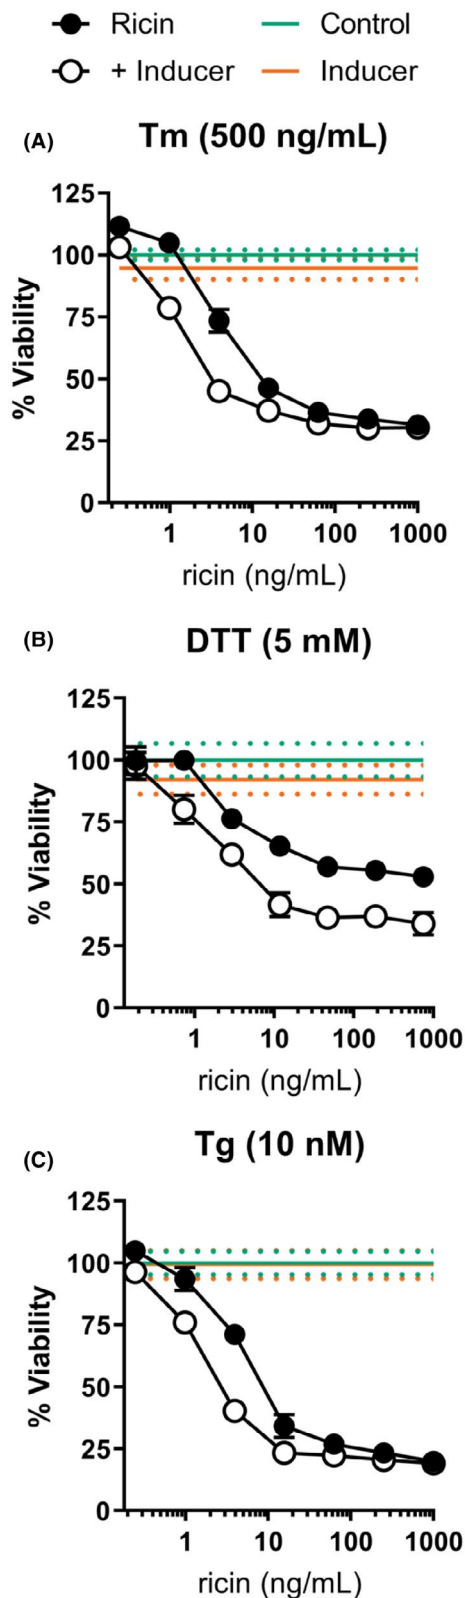 Ricin Control
+ Inducer Inducer
(A) Tm (500 ng/mL)
125
100
75
50
25
0
% Viability
1 10 100 1000
ricin (ng/mL)
(B) DTT (5 mM)
125
100
75
50
25
0
% Viability
1 10 100 1000
ricin (ng/mL)
(C) Tg (10 nM)
125
100
75
50
25
0
% Viability
1 10 100 1000
ricin (ng/mL)